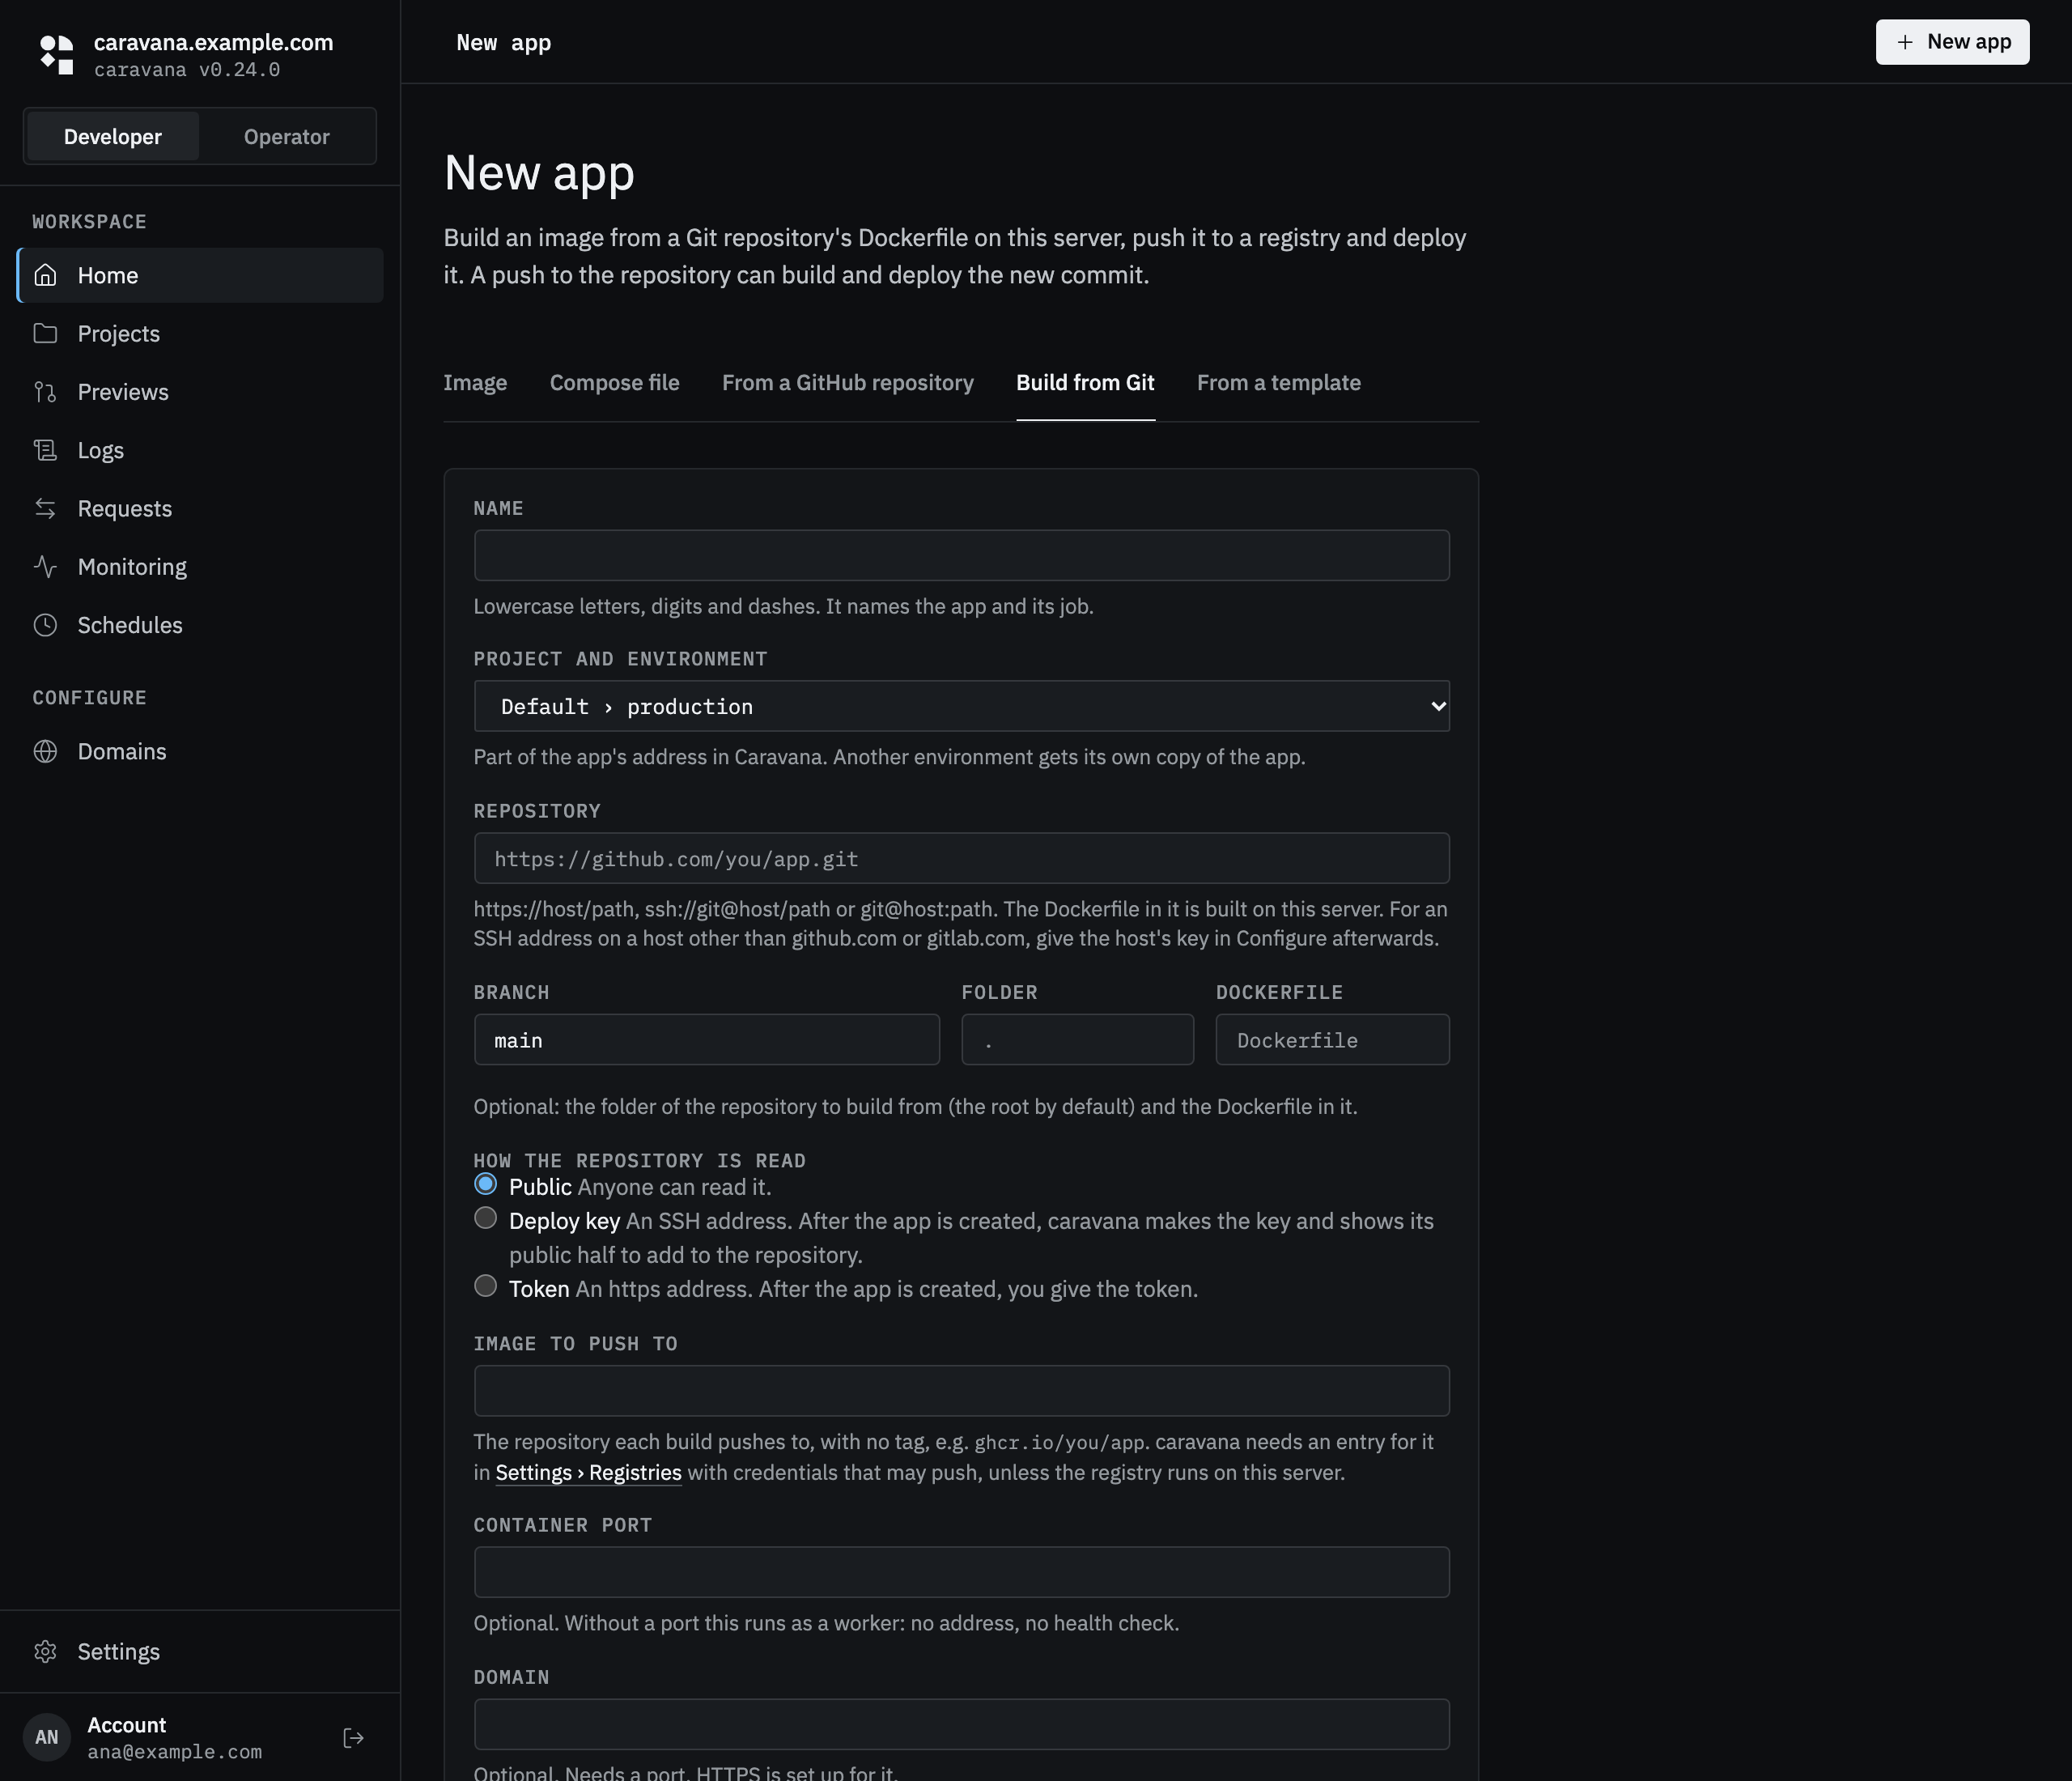 caravana.example.com
caravana v0.24.0
Developer
Operator
WORKSPACE
Home
Projects
Previews
Logs
Requests
Monitoring
Schedules
CONFIGURE
Domains
Settings
AN
Account
ana@example.com
New app
+ New app
New app
Build an image from a Git repository's Dockerfile on this server, push it to a registry and deploy
it. A push to the repository can build and deploy the new commit.
Image
Compose file
From a GitHub repository
Build from Git
From a template
NAME
Lowercase letters, digits and dashes. It names the app and its job.
PROJECT AND ENVIRONMENT
Default › production
Part of the app's address in Caravana. Another environment gets its own copy of the app.
REPOSITORY
https://github.com/you/app.git
https://host/path, ssh://git@host/path or git@host:path. The Dockerfile in it is built on this server. For an
SSH address on a host other than github.com or gitlab.com, give the host's key in Configure afterwards.
BRANCH
FOLDER
DOCKERFILE
main
.
Dockerfile
Optional: the folder of the repository to build from (the root by default) and the Dockerfile in it.
HOW THE REPOSITORY IS READ
Public Anyone can read it.
Deploy key An SSH address. After the app is created, caravana makes the key and shows its
public half to add to the repository.
Token An https address. After the app is created, you give the token.
IMAGE TO PUSH TO
The repository each build pushes to, with no tag, e.g. ghcr.io/you/app. caravana needs an entry for it
in Settings › Registries with credentials that may push, unless the registry runs on this server.
CONTAINER PORT
Optional. Without a port this runs as a worker: no address, no health check.
DOMAIN
Optional. Needs a port. HTTPS is set up for it.